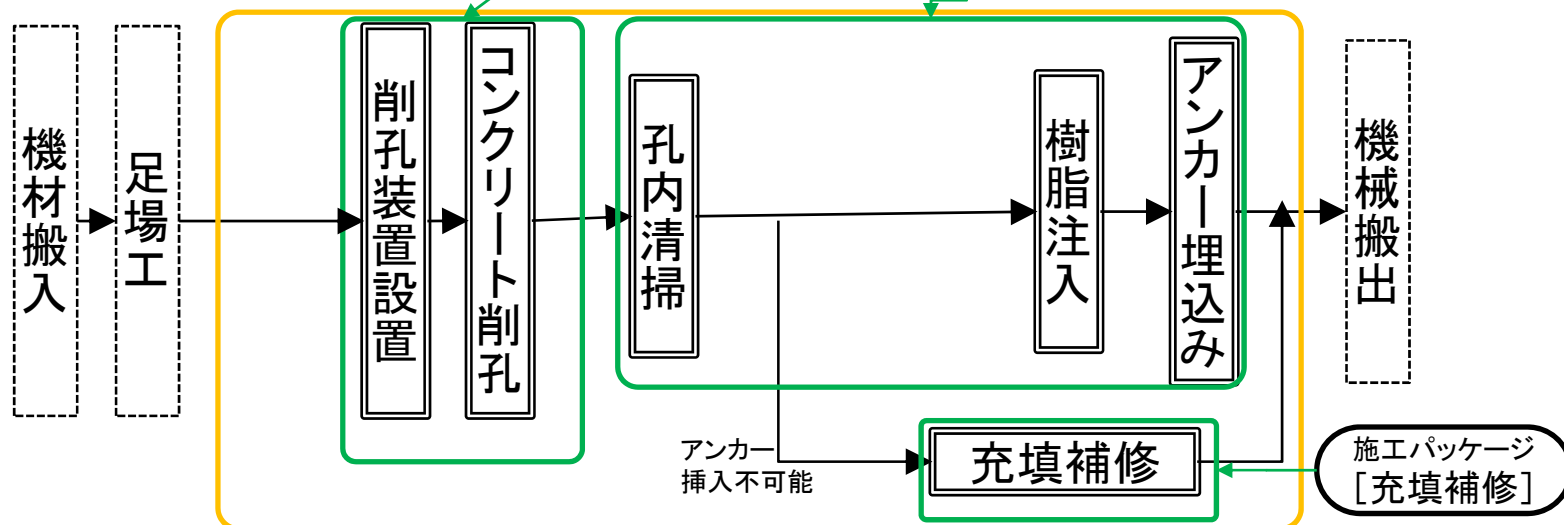 機材搬入
足場工
削孔装置設置
コンクリート削孔
孔内清掃
樹脂注入
アンカー埋込み
機械搬出
アンカー
挿入不可能
充填補修
施工パッケージ
[充填補修]